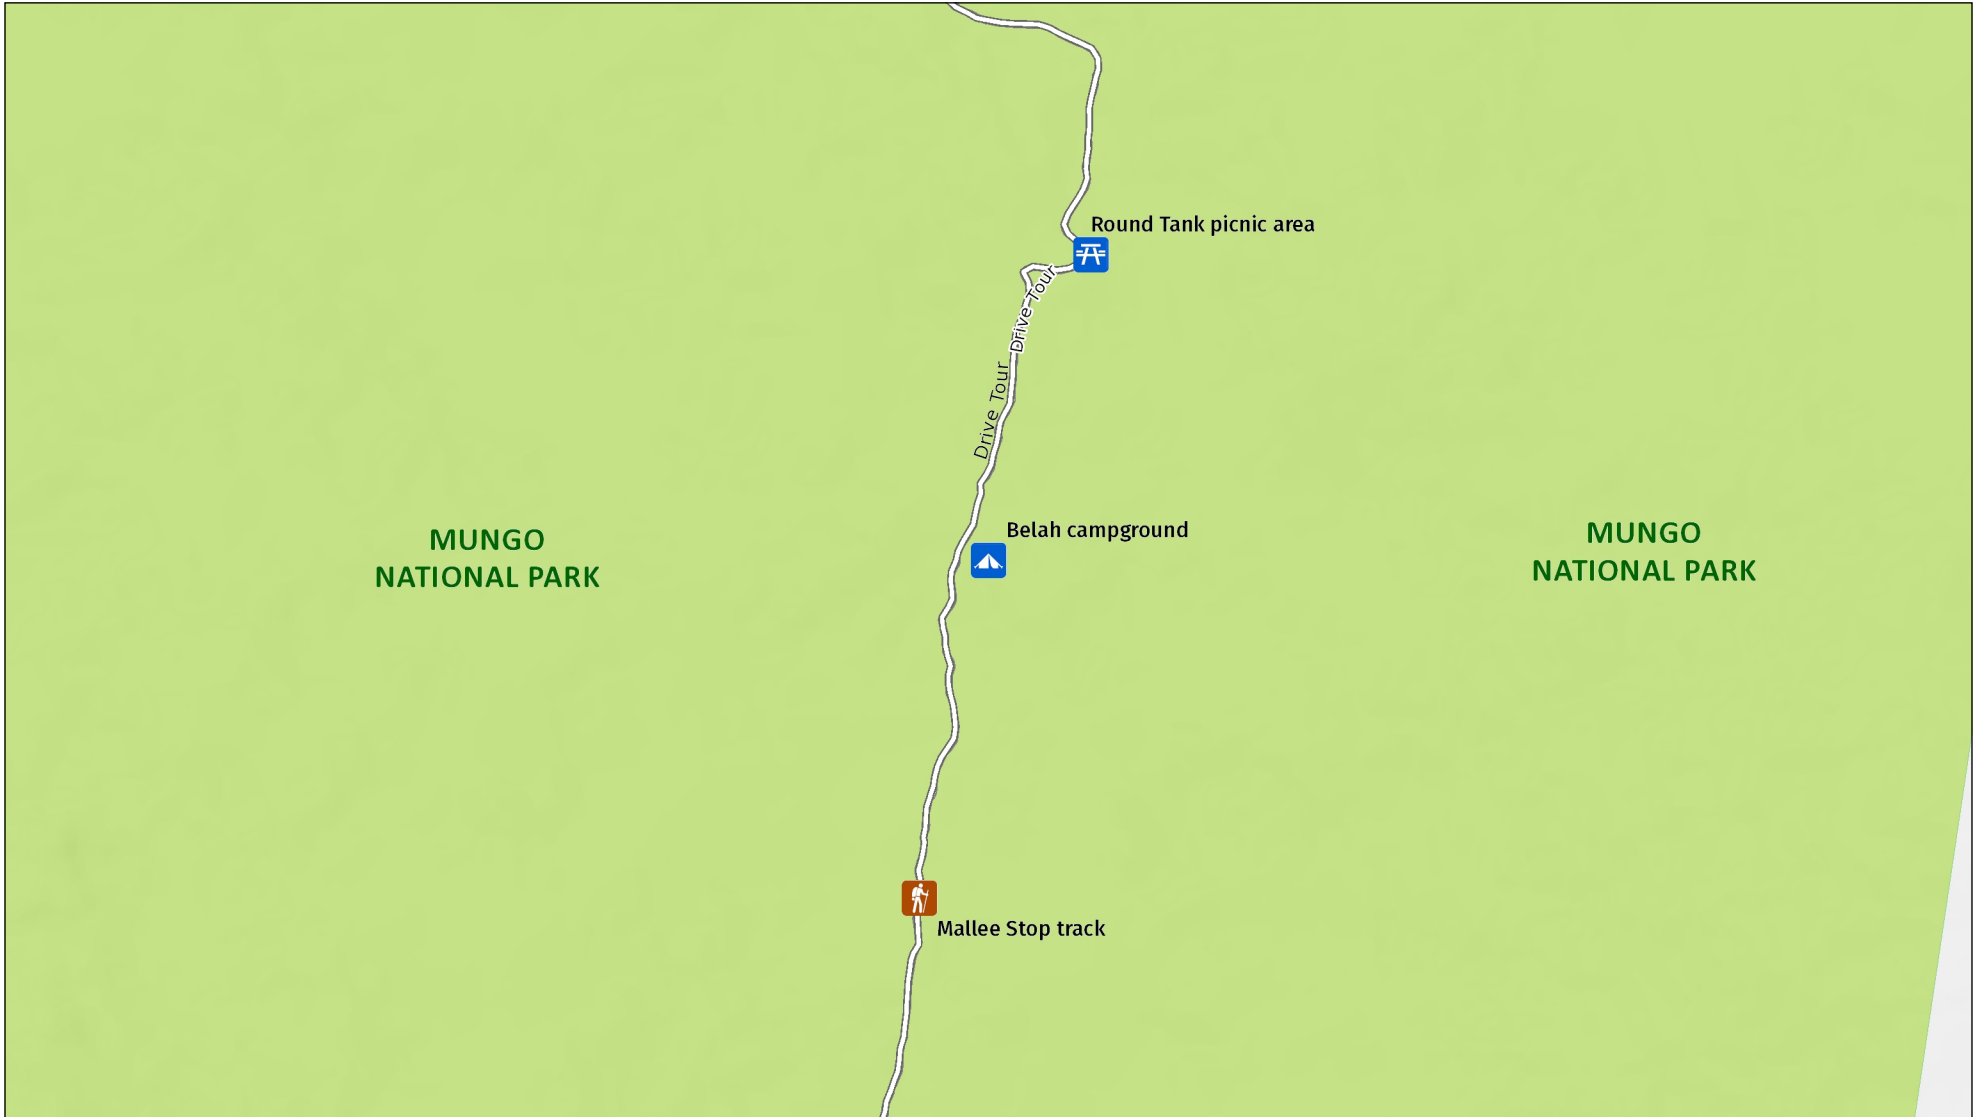 Round Tank picnic area
Drive Tour
Drive Tour
Belah campground
MUNGO
NATIONAL PARK
MUNGO
NATIONAL PARK
Mallee Stop track